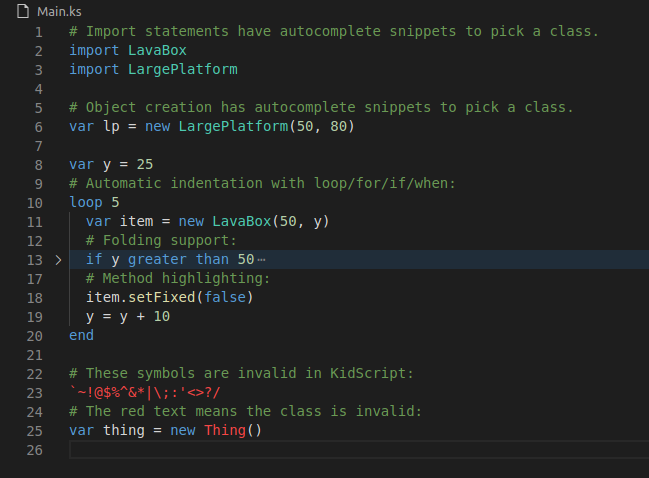 Main.ks
1 # Import statements have autocomplete snippets to pick a class.
2 import LavaBox
3 import LargePlatform
4
5 # Object creation has autocomplete snippets to pick a class.
6 var lp = new LargePlatform(50, 80)
7
8 var y = 25
9 # Automatic indentation with loop/for/if/when:
10 loop 5
11   var item = new LavaBox(50, y)
12   # Folding support:
13   if y greater than 50⋯
17   # Method highlighting:
18   item.setFixed(false)
19   y = y + 10
20 end
21
22 # These symbols are invalid in KidScript:
23 `~!@$%^&*|\;:'<>?/
24 # The red text means the class is invalid:
25 var thing = new Thing()
26